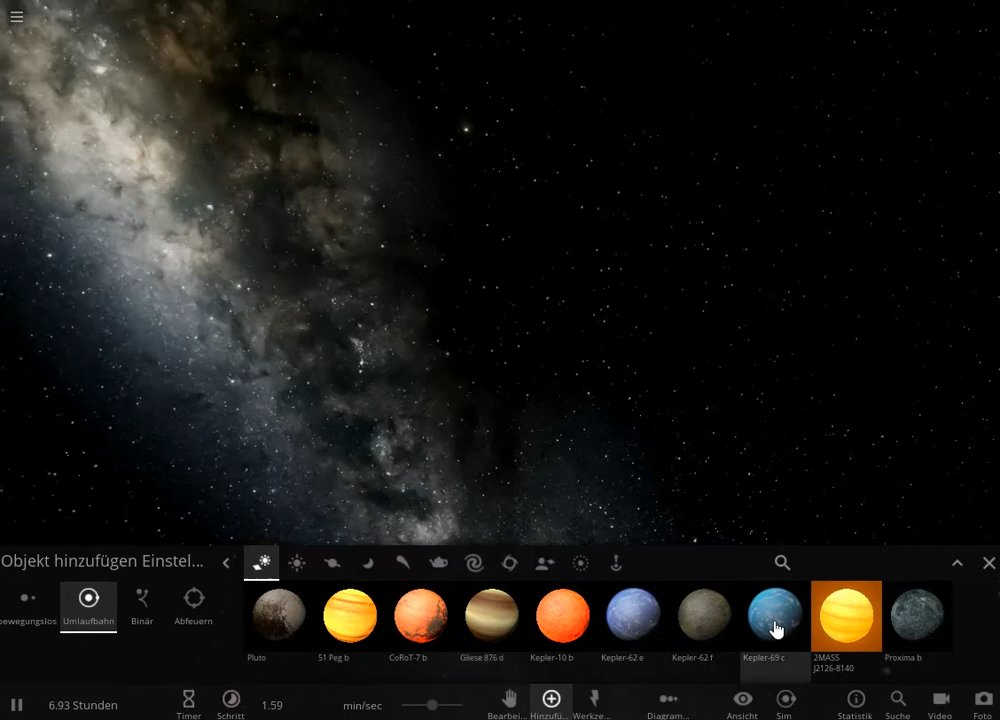 Objekt hinzufügen Einstel...
ewegungslos
Umlaufbahn
Binär
Abfeuern
Pluto
51 Peg b
CoRoT-7 b
Gliese 876 d
Kepler-10 b
Kepler-62 e
Kepler-62 f
Kepler-69 c
2MASS
J2126-8140
Proxima b
6.93 Stunden
Timer
Schritt
1.59
min/sec
Bearbei...
Hinzufü...
Werkze...
Diagram...
Ansicht
Sim
Statistik
Suche
Video
Foto